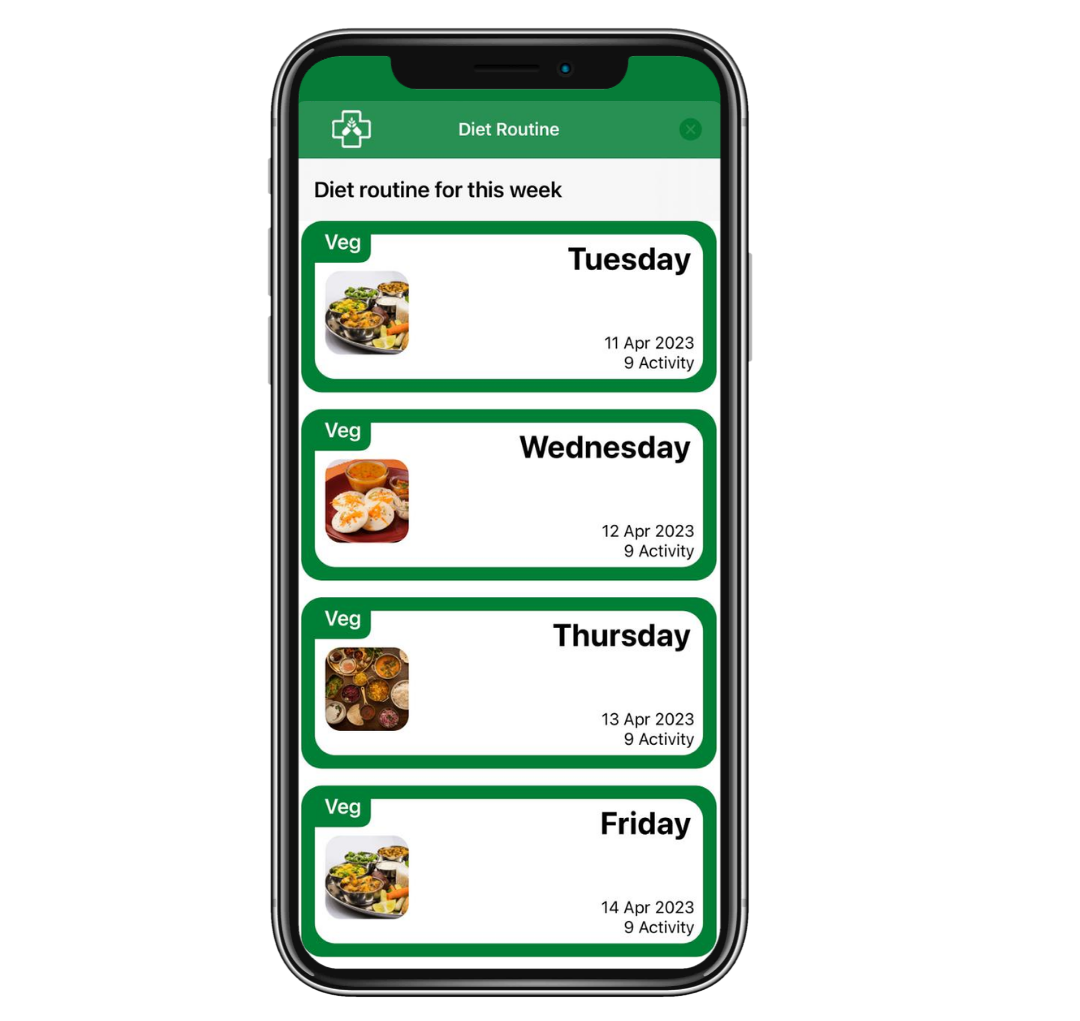 Diet Routine
Diet routine for this week
Veg
Tuesday
11 Apr 2023
9 Activity
Veg
Wednesday
12 Apr 2023
9 Activity
Veg
Thursday
13 Apr 2023
9 Activity
Veg
Friday
14 Apr 2023
9 Activity